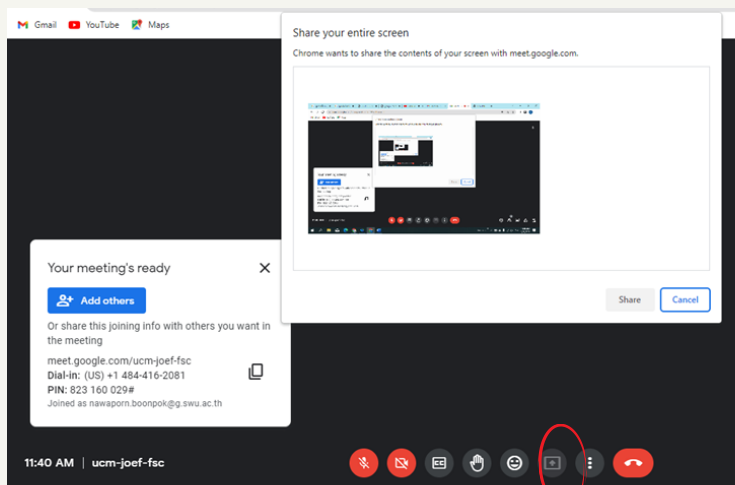 Gmail YouTube Maps
Share your entire screen
Chrome wants to share the contents of your screen with meet.google.com.
Share Cancel
Your meeting's ready
Add others
Or share this joining info with others you want in
the meeting
meet.google.com/ucm-joef-fsc
Dial-in: (US) +1 484-416-2081
PIN: 823 160 029#
Joined as nawaporn.boonpok@g.swu.ac.th
11:40 AM | ucm-joef-fsc